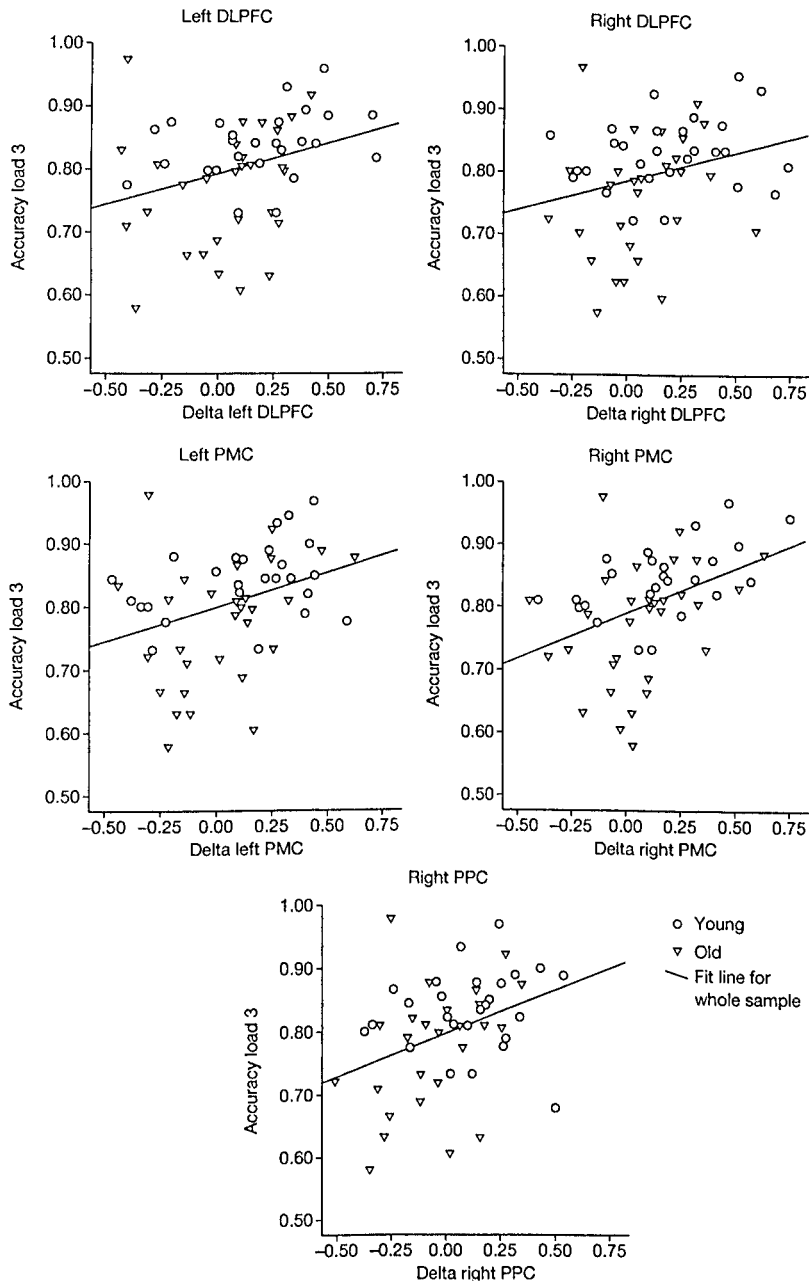 Left DLPFC
1.00
0.90
0.80
0.70
0.60
0.50
Accuracy load 3
−0.50 −0.25 0.00 0.25 0.50 0.75
Delta left DLPFC
Right DLPFC
1.00
0.90
0.80
0.70
0.60
0.50
Accuracy load 3
−0.50 −0.25 0.00 0.25 0.50 0.75
Delta right DLPFC
Left PMC
1.00
0.90
0.80
0.70
0.60
0.50
Accuracy load 3
−0.50 −0.25 0.00 0.25 0.50 0.75
Delta left PMC
Right PMC
1.00
0.90
0.80
0.70
0.60
0.50
Accuracy load 3
−0.50 −0.25 0.00 0.25 0.50 0.75
Delta right PMC
Right PPC
1.00
0.90
0.80
0.70
0.60
0.50
Accuracy load 3
−0.50 −0.25 0.00 0.25 0.50 0.75
Delta right PPC
Young
Old
Fit line for
whole sample